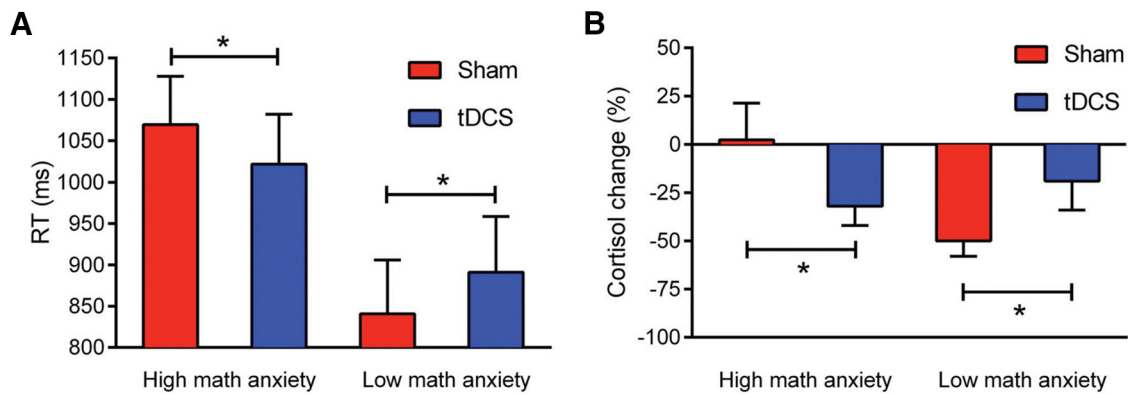 A
*
1150
1100
1050
1000
950
900
850
800
RT (ms)
Sham
tDCS
*
High math anxiety
Low math anxiety
B
50
25
0
-25
-50
-75
-100
Cortisol change (%)
Sham
tDCS
*
*
High math anxiety
Low math anxiety